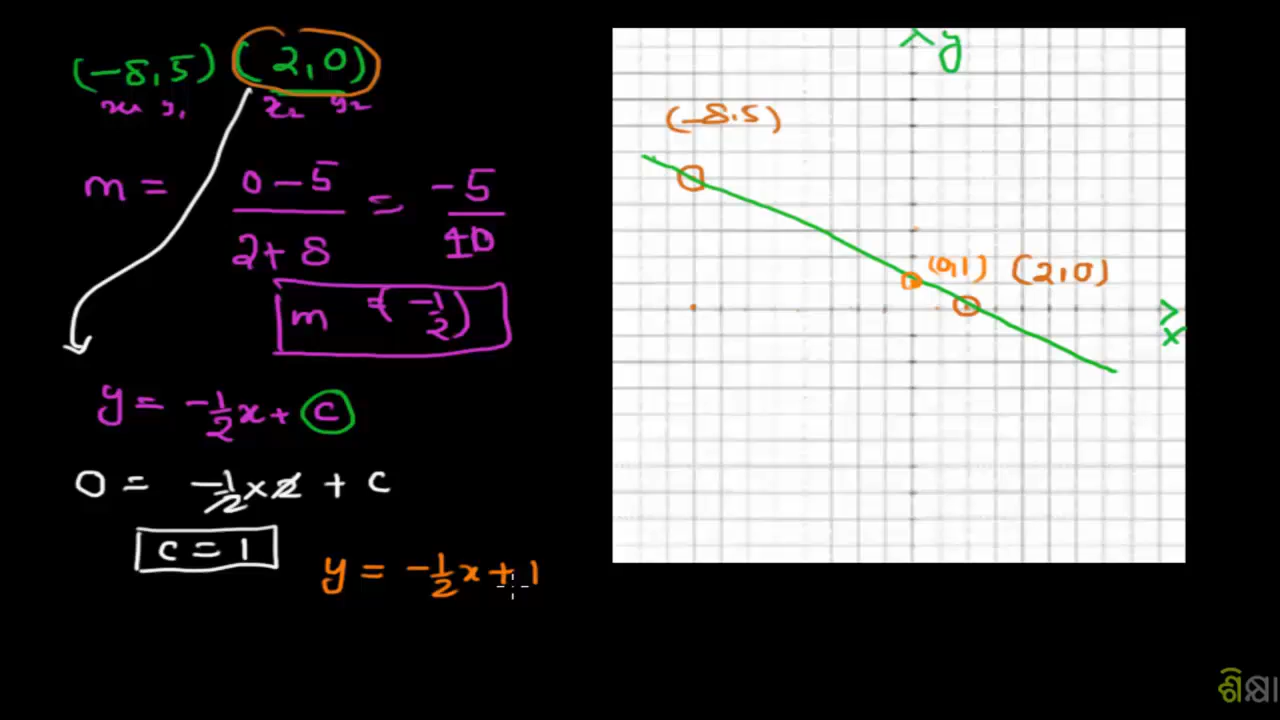 (-8,5) (2,0)
x₁ y₁ x₂ y₂
m = 0-5/2+8 = -5/10
m = (-1/2)
y = -1/2x + c
0 = -1/2 x 2 + c
c = 1
y = -1/2x + 1
y
(-8.5)
(0,1) (2,0)
x
ଶିକ୍ଷା